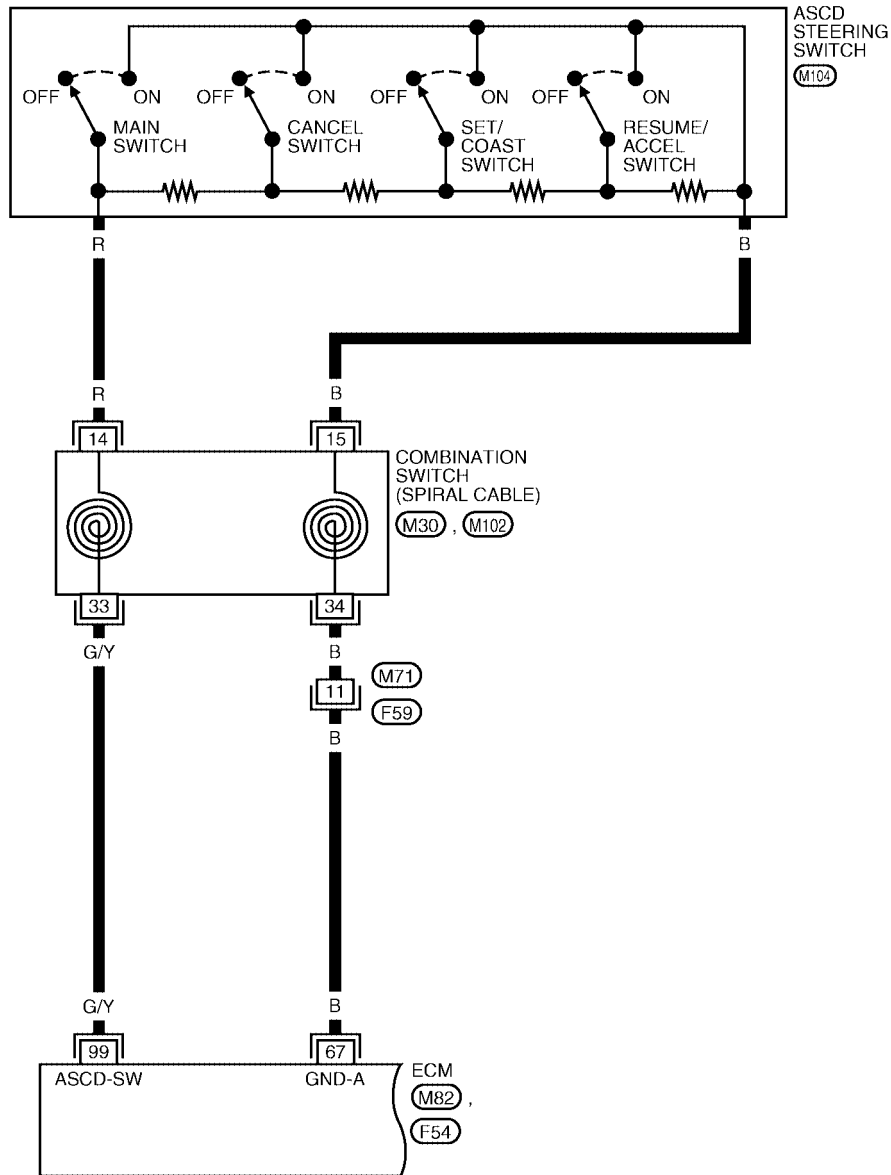 ASCD
STEERING
SWITCH
M104
OFF ON OFF ON OFF ON OFF ON
MAIN
SWITCH
CANCEL
SWITCH
SET/
COAST
SWITCH
RESUME/
ACCEL
SWITCH
R B
R B
14 15
COMBINATION
SWITCH
(SPIRAL CABLE)
M30 , M102
33 34
G/Y B
M71
11
F59
B
G/Y B
99 67
ASCD-SW GND-A
ECM
M82 ,
F54